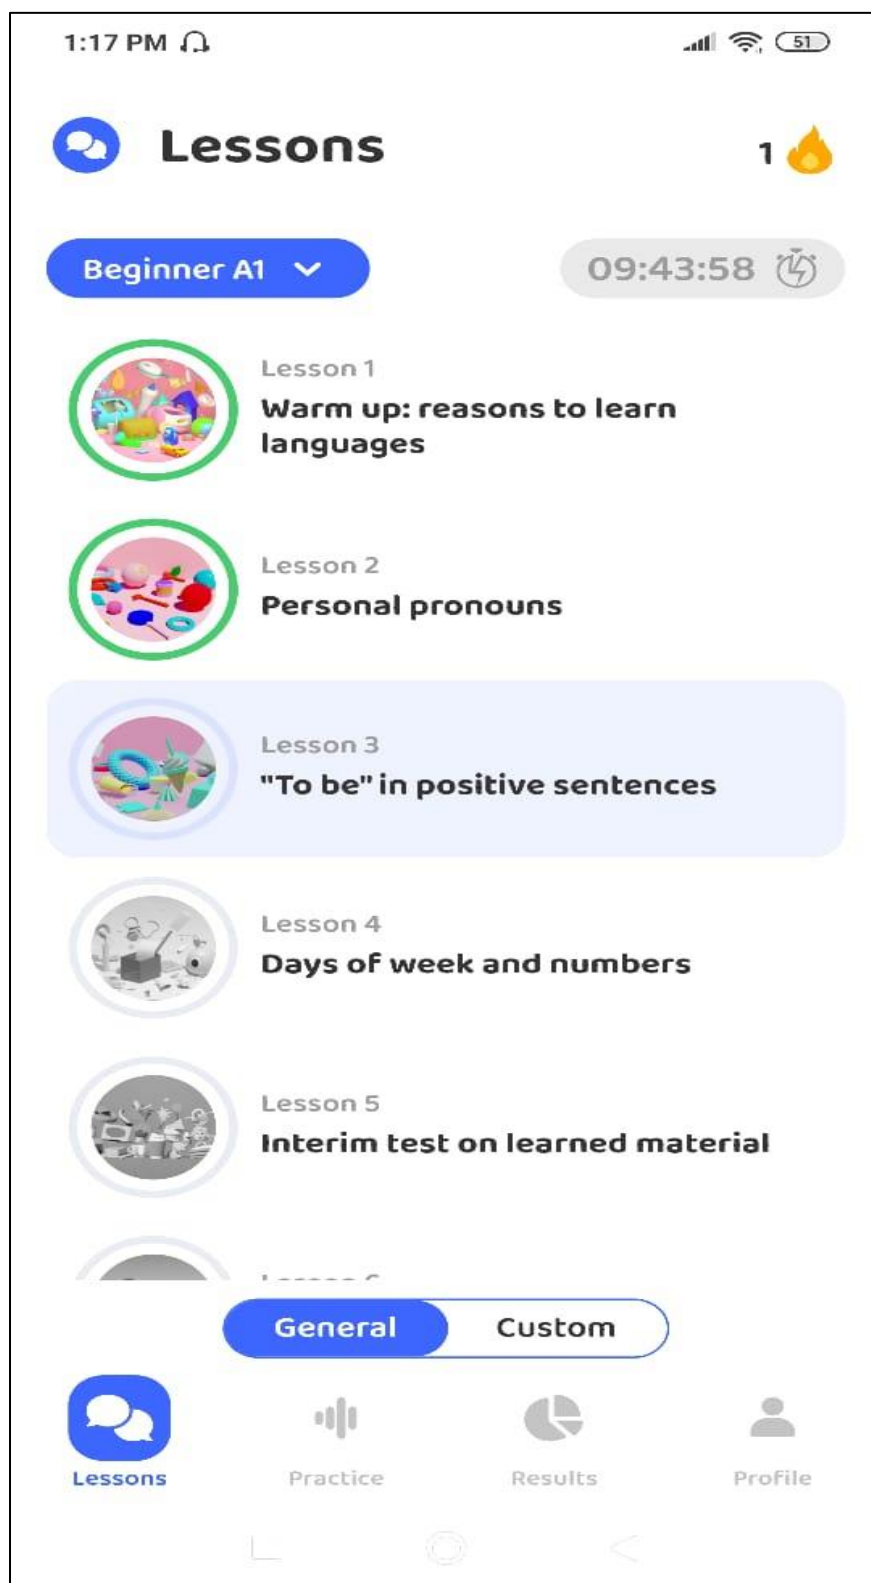 1:17 PM
51
Lessons
1
Beginner A1
09:43:58
Lesson 1
Warm up: reasons to learn
languages
Lesson 2
Personal pronouns
Lesson 3
"To be" in positive sentences
Lesson 4
Days of week and numbers
Lesson 5
Interim test on learned material
General
Custom
Lessons
Practice
Results
Profile